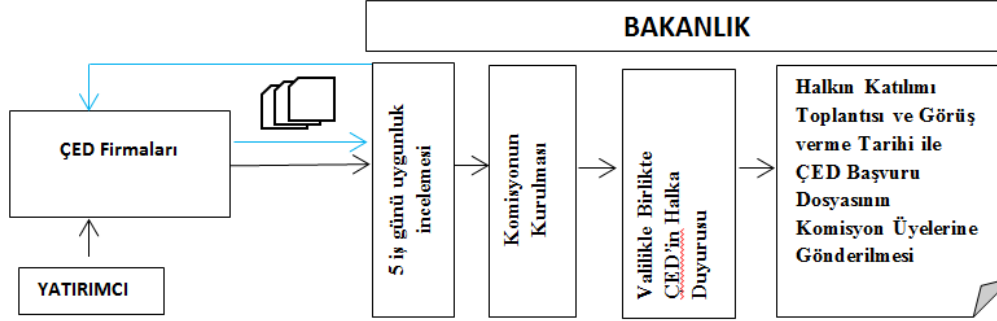 BAKANLIK
ÇED Firmaları
YATIRIMCI
5 iş günü uygunluk
incelemesi
Komisyonun
Kurulması
Valilikle Birlikte
ÇED’in Halka
Duyurusu
Halkın Katılımı
Toplantısı ve Görüş
verme Tarihi ile
ÇED Başvuru
Dosyasının
Komisyon Üyelerine
Gönderilmesi